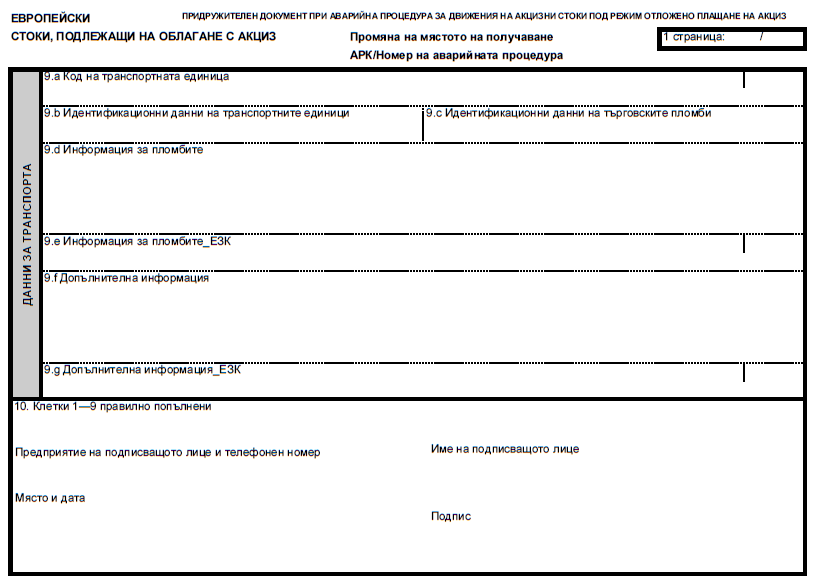 ЕВРОПЕЙСКИ
ПРИДРУЖИТЕЛЕН ДОКУМЕНТ ПРИ АВАРИЙНА ПРОЦЕДУРА ЗА ДВИЖЕНИЯ НА АКЦИЗНИ СТОКИ ПОД РЕЖИМ ОТЛОЖЕНО ПЛАЩАНЕ НА АКЦИЗ
СТОКИ, ПОДЛЕЖАЩИ НА ОБЛАГАНЕ С АКЦИЗ
Промяна на мястото на получаване
1 страница: /
АРК/Номер на аварийната процедура
ДАННИ ЗА ТРАНСПОРТА
9.a Код на транспортната единица
9.b Идентификационни данни на транспортните единици
9.c Идентификационни данни на търговските пломби
9.d Информация за пломбите
9.e Информация за пломбите_ЕЗК
9.f Допълнителна информация
9.g Допълнителна информация_ЕЗК
10. Клетки 1—9 правилно попълнени
Предприятие на подписващото лице и телефонен номер
Име на подписващото лице
Място и дата
Подпис